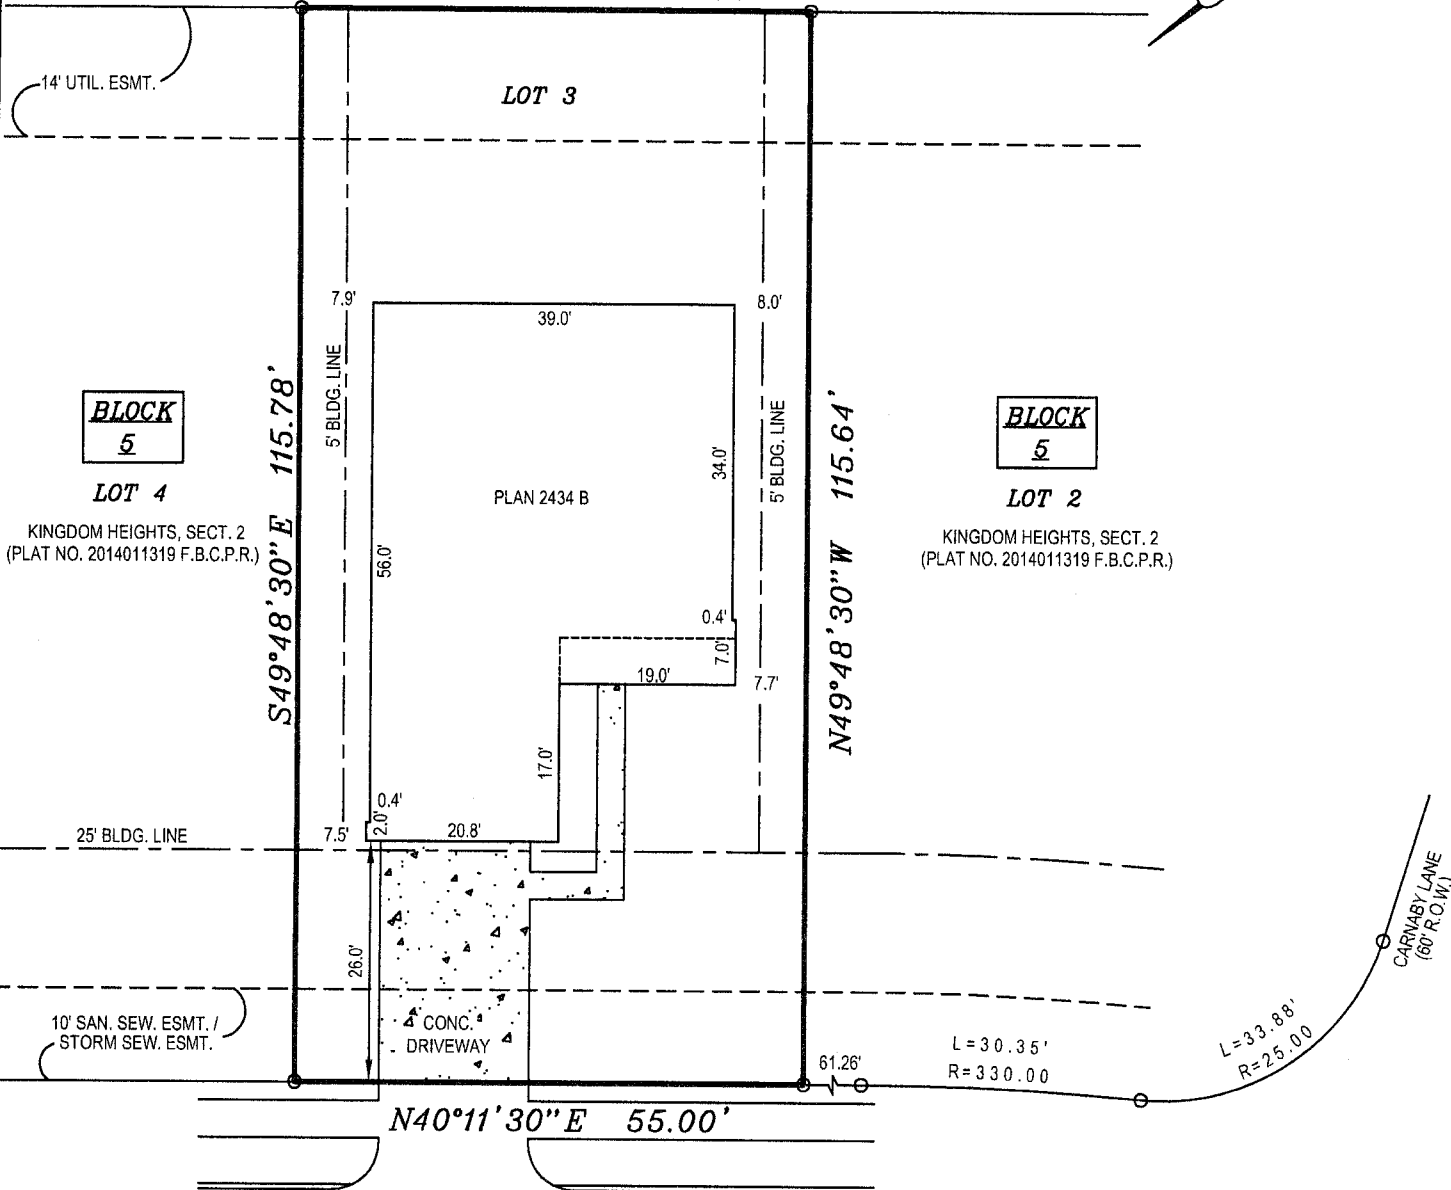 14' UTIL. ESMT.
LOT 3
7.9'
8.0'
39.0'
5' BLDG. LINE
5' BLDG. LINE
S49°48'30"E 115.78'
N49°48'30"W 115.64'
BLOCK
5
LOT 4
KINGDOM HEIGHTS, SECT. 2
(PLAT NO. 2014011319 F.B.C.P.R.)
BLOCK
5
LOT 2
KINGDOM HEIGHTS, SECT. 2
(PLAT NO. 2014011319 F.B.C.P.R.)
34.0'
PLAN 2434 B
56.0'
0.4'
7.0'
19.0'
7.7'
17.0'
0.4'
2.0'
7.5'
20.8'
25' BLDG. LINE
26.0'
CARNABY LANE
(60' R.O.W.)
10' SAN. SEW. ESMT. /
STORM SEW. ESMT.
CONC.
DRIVEWAY
61.26'
L=30.35'
R=330.00
L=33.88'
R=25.00
N40°11'30"E 55.00'